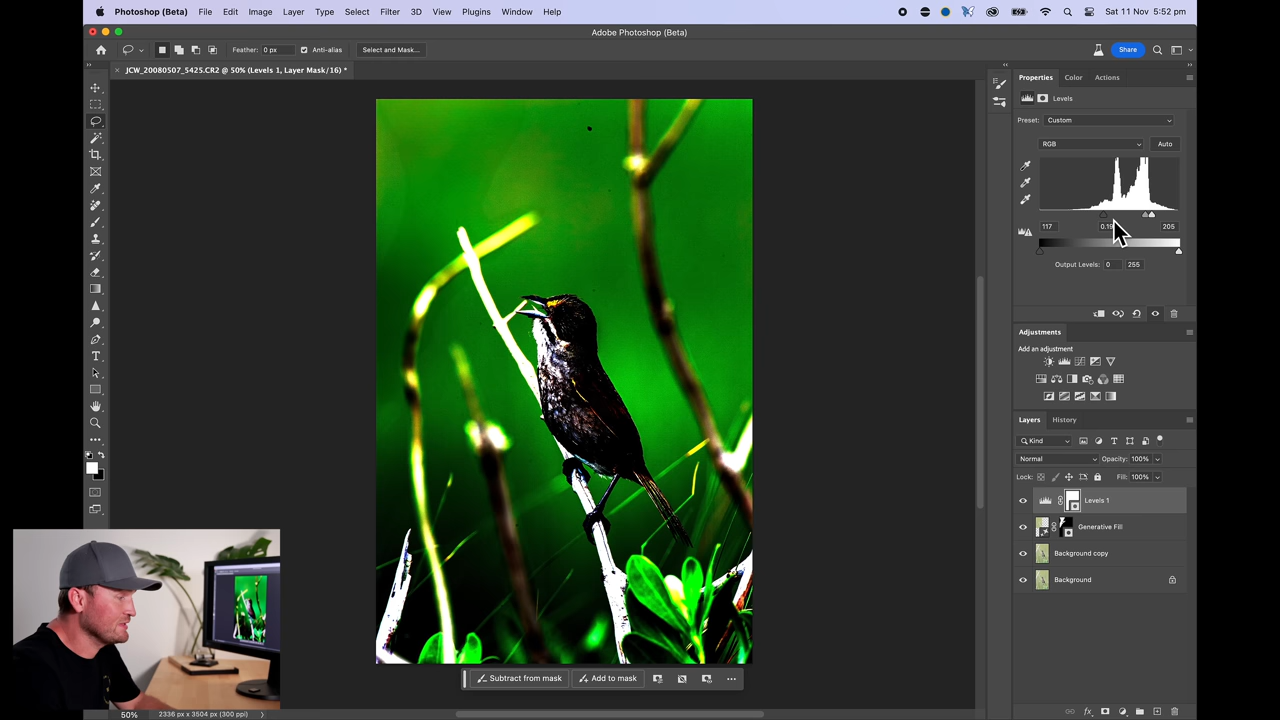 Photoshop (Beta) File Edit Image Layer Type Select Filter 3D View Plugins Window Help Sat 11 Nov 5:52 pm
Adobe Photoshop (Beta)
Feather: 0 px Anti-alias Select and Mask... Share
JCW_20080507_5425.CR2 @ 50% (Levels 1, Layer Mask/16) *
Properties Color Actions
Levels
Preset: Custom
RGB Auto
117 0.19 205
Output Levels: 0 255
Adjustments
Add an adjustment
Layers History
Kind
Normal Opacity: 100%
Lock: Fill: 100%
Levels 1
Generative Fill
Background copy
Background
Subtract from mask Add to mask
50% 2336 px x 3504 px (300 ppi)